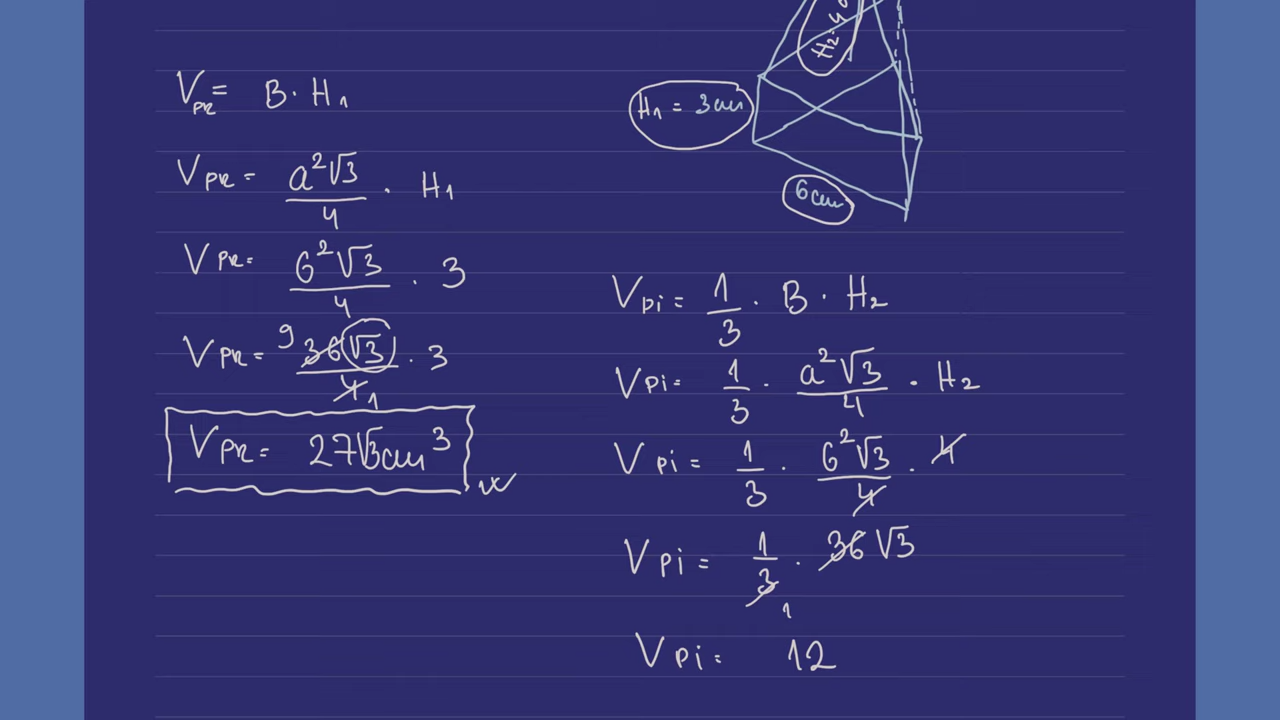 V_PR = B · H₁
V_PR = a²√3/4 · H₁
V_PR = 6²√3/4 · 3
V_PR = 9 36√3/4 1 · 3
V_PR = 27√3 cm³
H₁ = 3cm
6cm
V_Pi = 1/3 · B · H₂
V_Pi = 1/3 · a²√3/4 · H₂
V_Pi = 1/3 · 6²√3/4 · 4
V_Pi = 1/3 1 · 36√3
V_Pi = 12